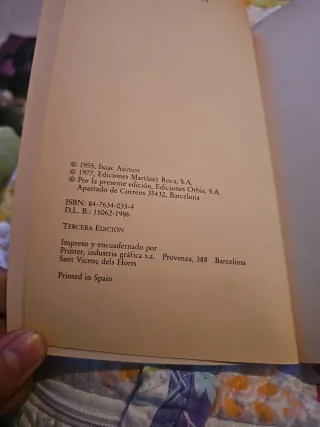 © 1955, Isaac Asimov
© 1977, Ediciones Martínez Roca, S.A.
© Por la presente edición, Ediciones Orbis, S.A.
Apartado de Correos 35432, Barcelona
ISBN: 84-7634-035-4
D.L. B.: 15062-1986
TERCERA EDICIÓN
Impreso y encuadernado por
Printer, industria gráfica s.a. Provenza, 388 Barcelona
Sant Vicenç dels Horts
Printed in Spain